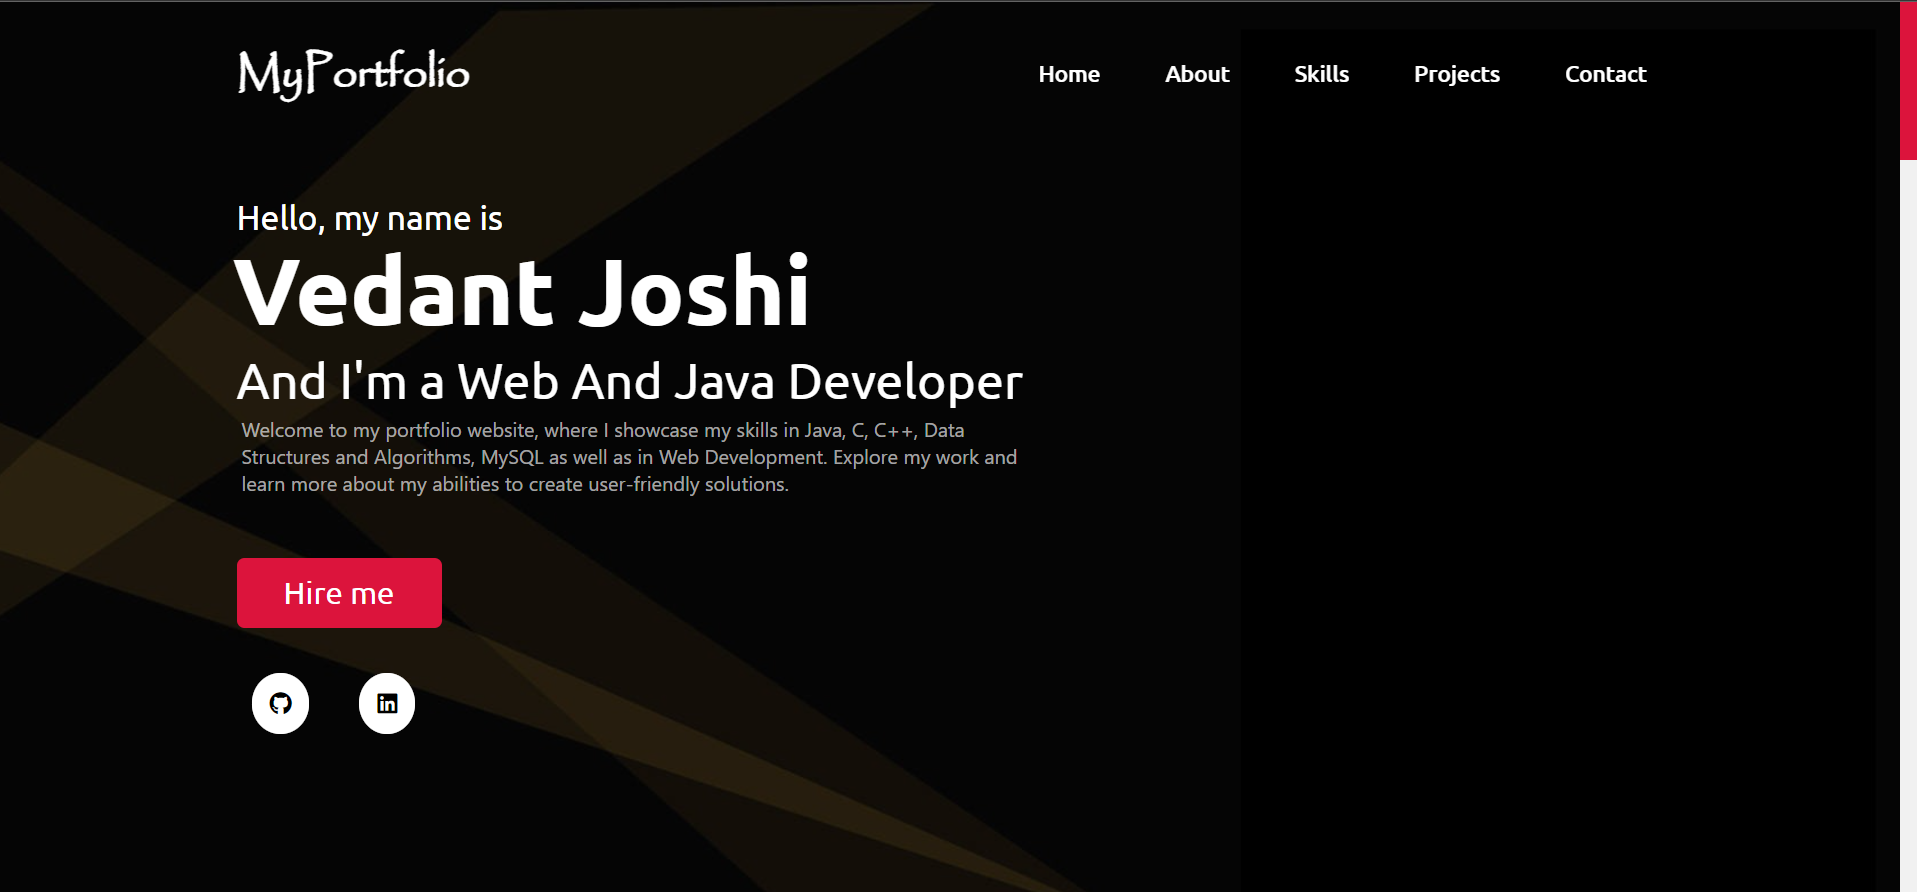 MyPortfolio
Home About Skills Projects Contact
Hello, my name is
Vedant Joshi
And I'm a Web And Java Developer
Welcome to my portfolio website, where I showcase my skills in Java, C, C++, Data
Structures and Algorithms, MySQL as well as in Web Development. Explore my work and
learn more about my abilities to create user-friendly solutions.
Hire me
in